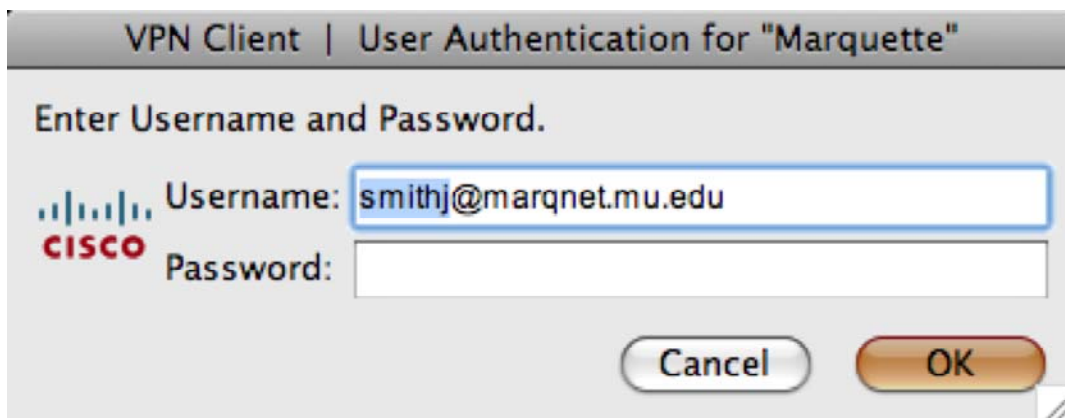 VPN Client | User Authentication for "Marquette"
Enter Username and Password.
Username: smithj@marqnet.mu.edu
CISCO
Password:
Cancel OK